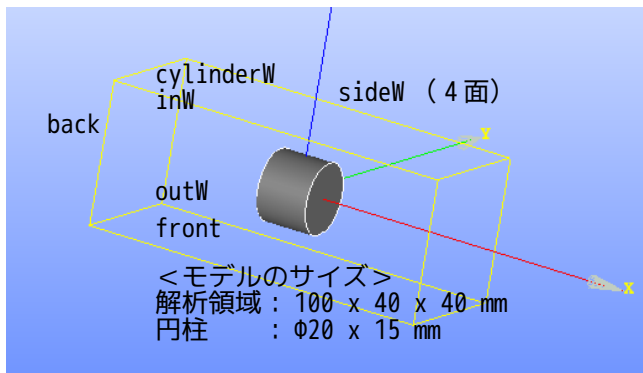 cylinderW
inW
sideW （４面）
back
Y
outW
front
X
＜モデルのサイズ＞
解析領域： 100 x 40 x 40 mm
円柱　　： Φ20 x 15 mm